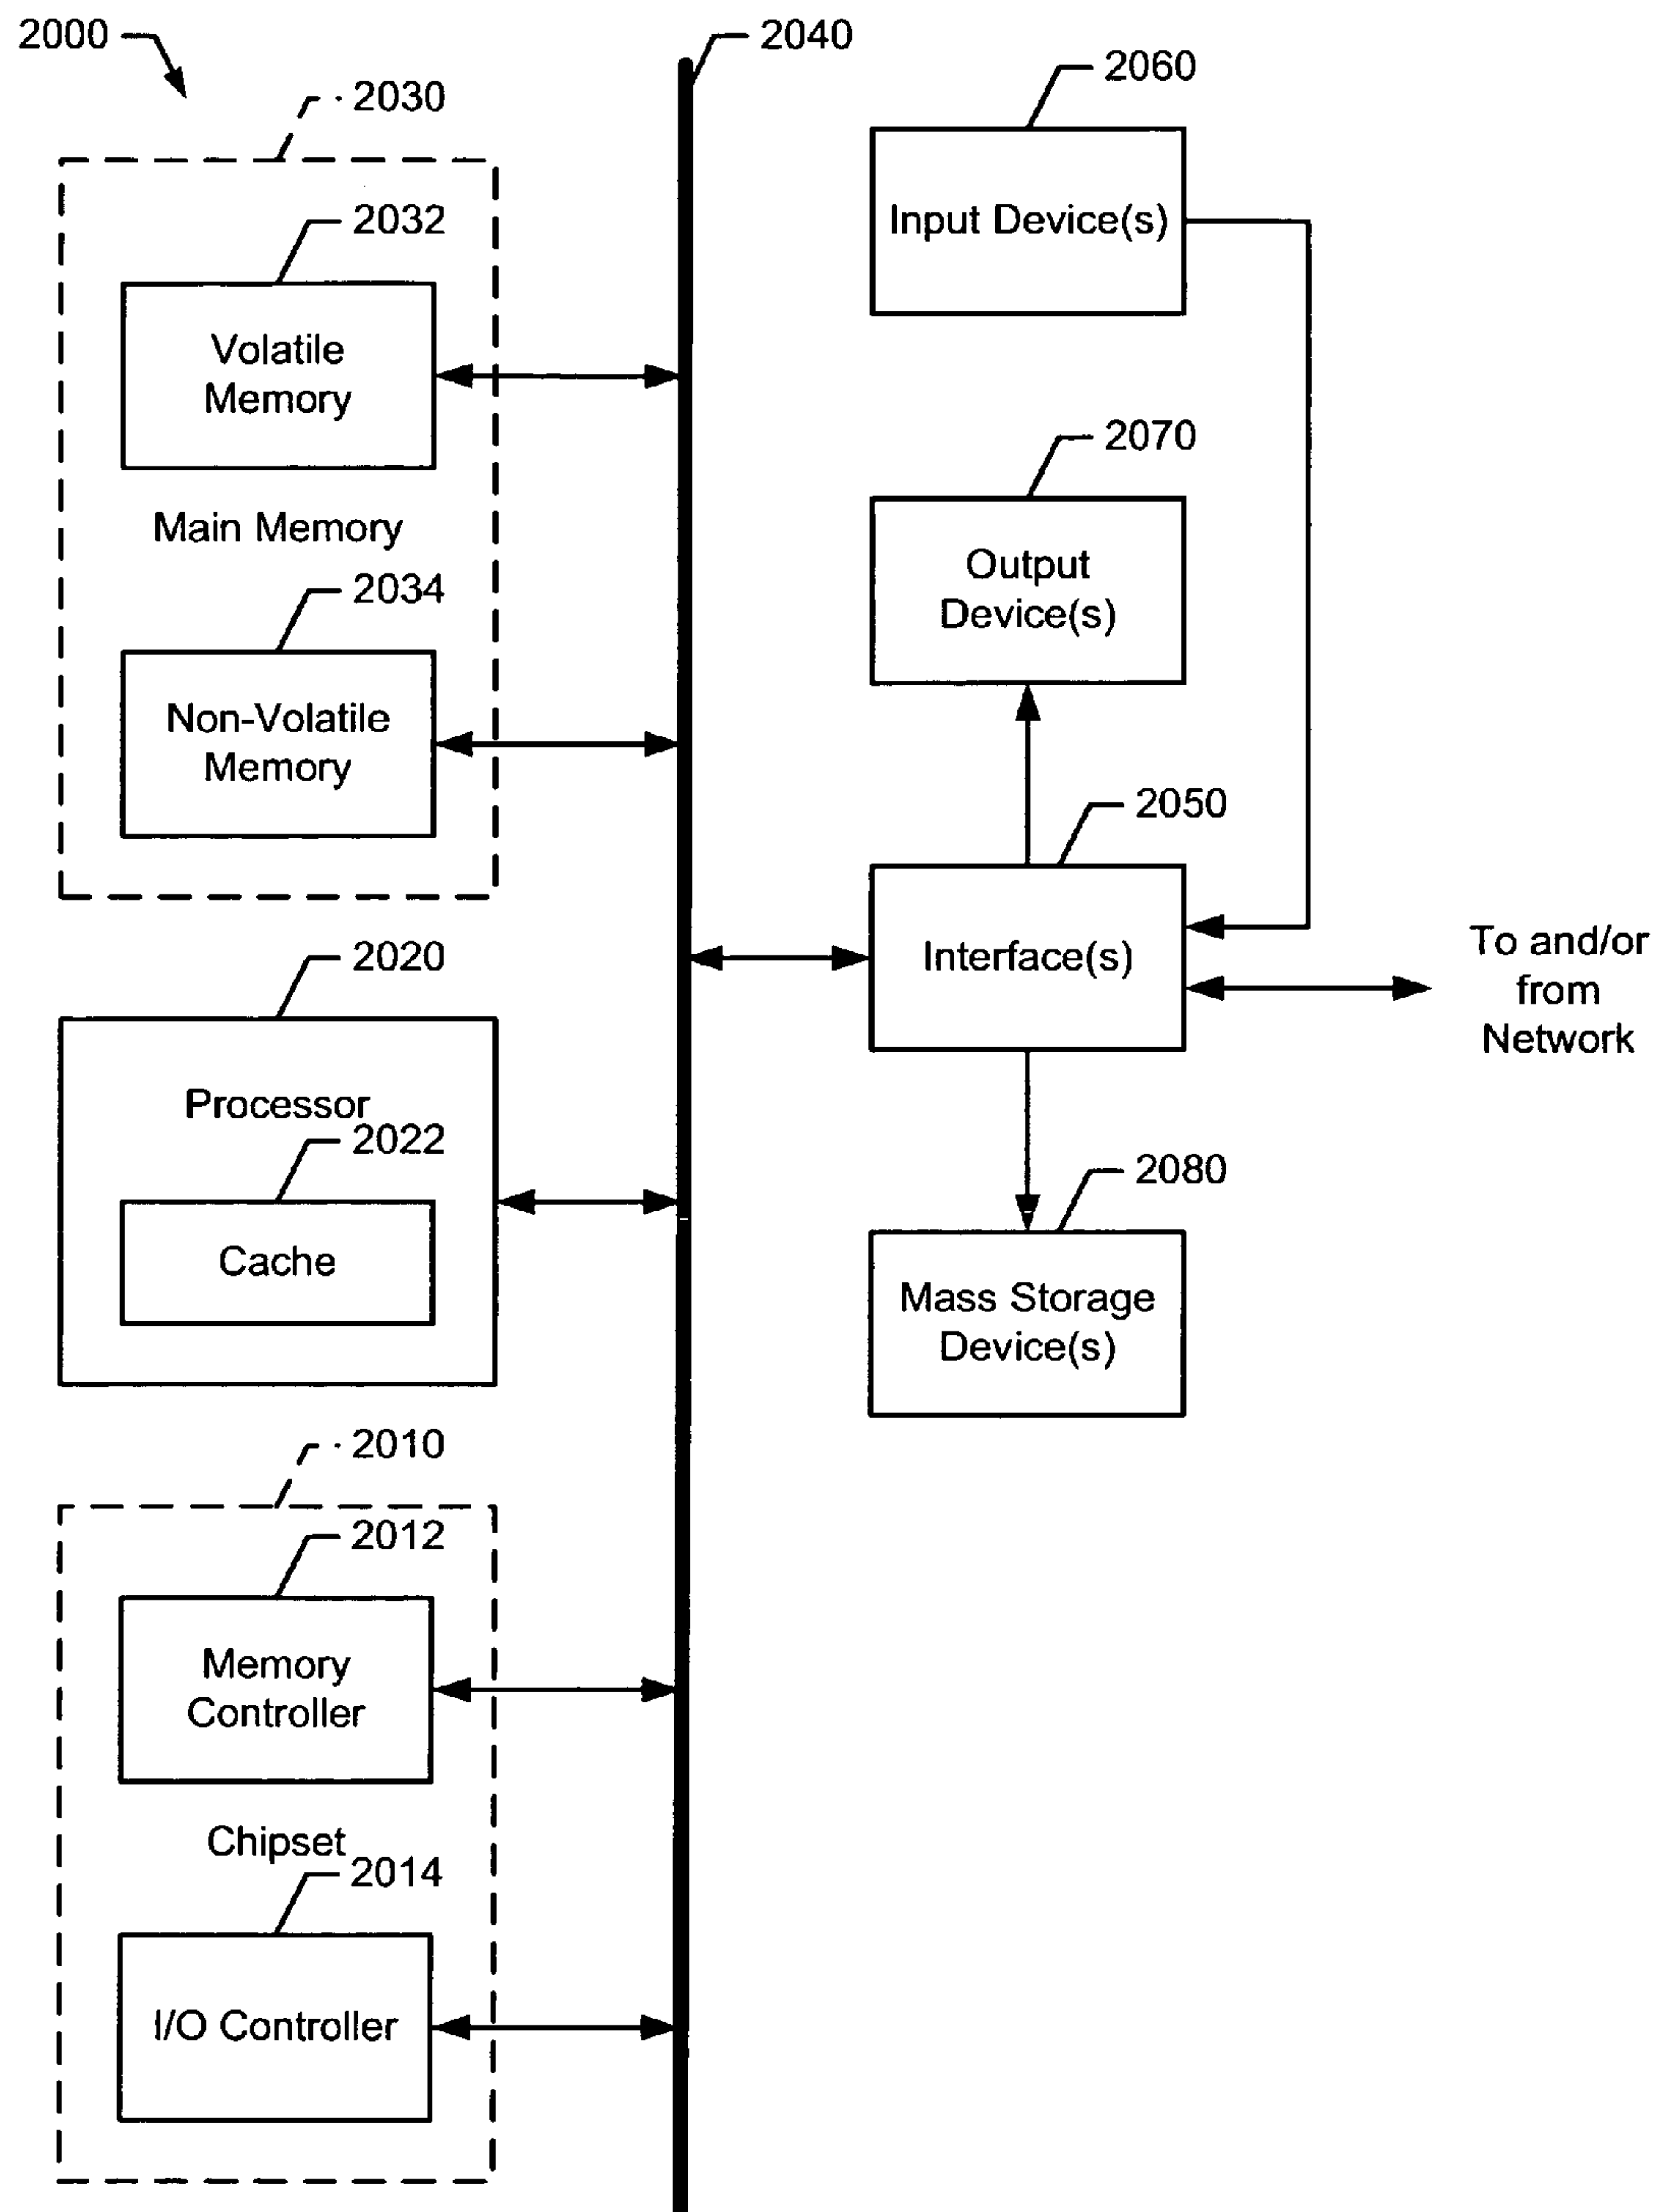 2000
2040
2060
2030
Input Device(s)
2032
Volatile
Memory
2070
Main Memory
Output
Device(s)
2034
Non-Volatile
Memory
2050
Interface(s)
To and/or
from
Network
2020
Processor
2022
Cache
2080
Mass Storage
Device(s)
2010
2012
Memory
Controller
Chipset
2014
I/O Controller